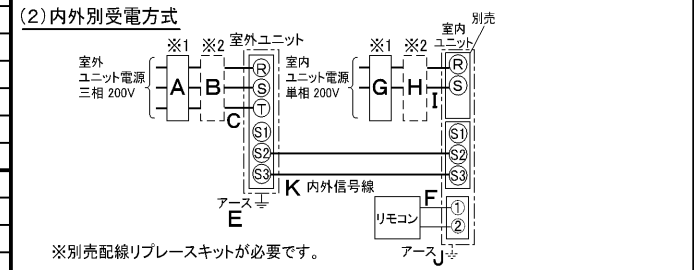 (2)内外別受電方式
※1 ※2 室外ユニット
室外
ユニット電源
三相 200V
A
B
C
R
S
T
S1
S2
S3
アース
E
K 内外信号線
※1 ※2
室内
ユニット
別売
室内
ユニット電源
単相 200V
G
H
I
R
S
S1
S2
S3
F
リモコン
①
②
アース
J
※別売配線リプレースキットが必要です。